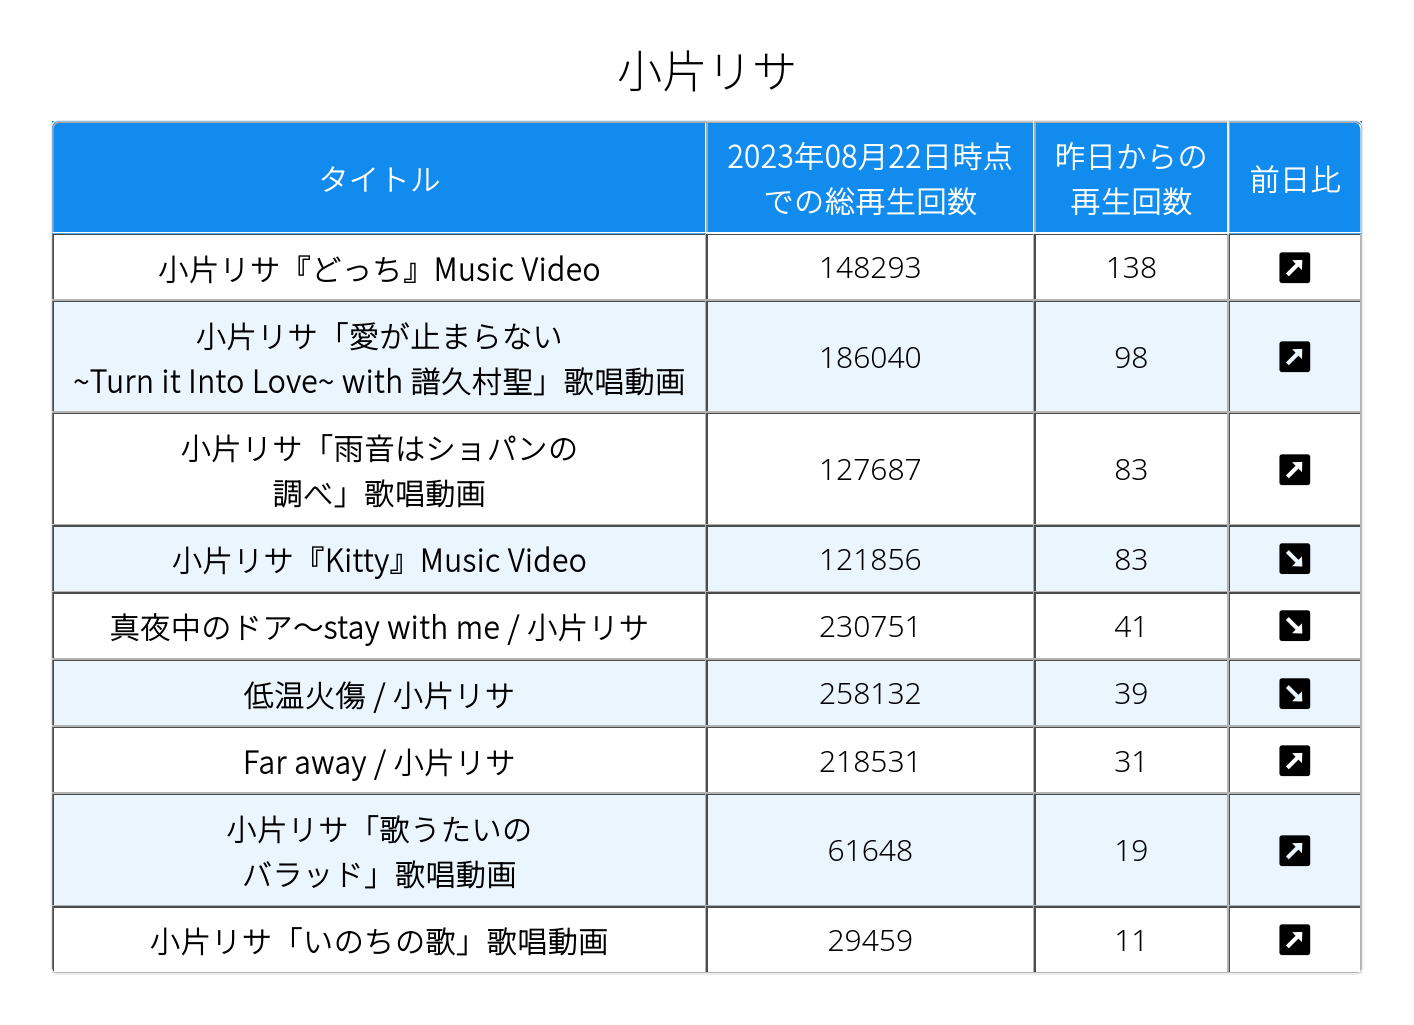 小片リサ
タイトル
2023年08月22日時点
での総再生回数
昨日からの
再生回数
前日比
小片リサ『どっち』Music Video
148293
138
小片リサ「愛が止まらない
~Turn it Into Love~ with 譜久村聖」歌唱動画
186040
98
小片リサ「雨音はショパンの
調べ」歌唱動画
127687
83
小片リサ『Kitty』Music Video
121856
83
真夜中のドア〜stay with me / 小片リサ
230751
41
低温火傷 / 小片リサ
258132
39
Far away / 小片リサ
218531
31
小片リサ「歌うたいの
バラッド」歌唱動画
61648
19
小片リサ「いのちの歌」歌唱動画
29459
11